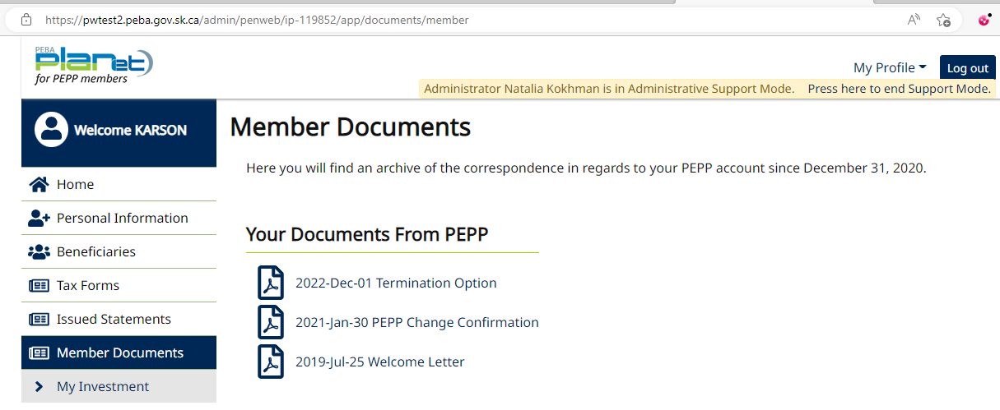 https://pwtest2.peba.gov.sk.ca/admin/penweb/ip-119852/app/documents/member
PEBA
planet
for PEPP members
My Profile
Log out
Administrator Natalia Kokhman is in Administrative Support Mode. Press here to end Support Mode.
Welcome KARSON
Home
Personal Information
Beneficiaries
Tax Forms
Issued Statements
Member Documents
My Investment
Member Documents
Here you will find an archive of the correspondence in regards to your PEPP account since December 31, 2020.
Your Documents From PEPP
2022-Dec-01 Termination Option
2021-Jan-30 PEPP Change Confirmation
2019-Jul-25 Welcome Letter